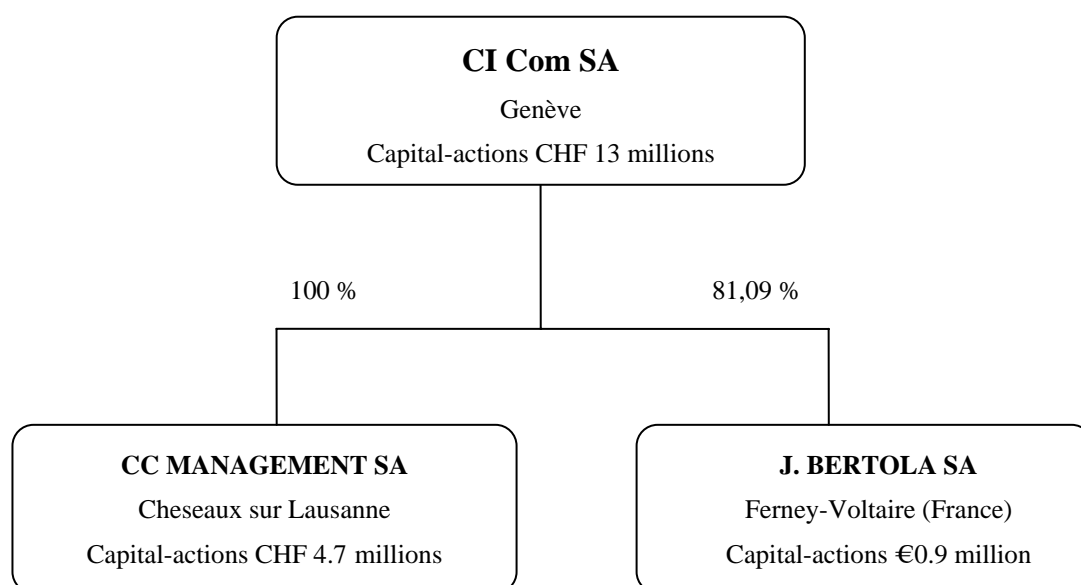 CI Com SA
Genève
Capital-actions CHF 13 millions
100 %
81,09 %
CC MANAGEMENT SA
Cheseaux sur Lausanne
Capital-actions CHF 4.7 millions
J. BERTOLA SA
Ferney-Voltaire (France)
Capital-actions €0.9 million